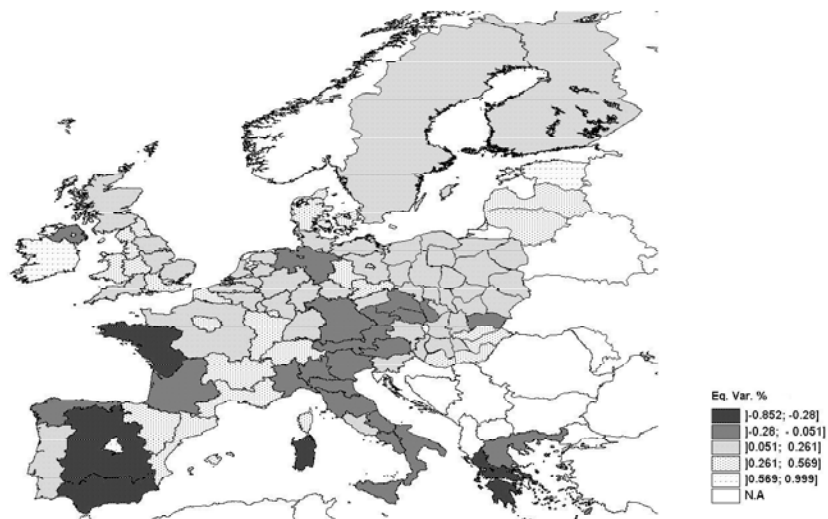 Eq. Var. %
]-0.852; -0.28]
]-0.28; - 0.051]
]0.051; 0.261]
]0.261; 0.569]
]0.569; 0.999]
N.A